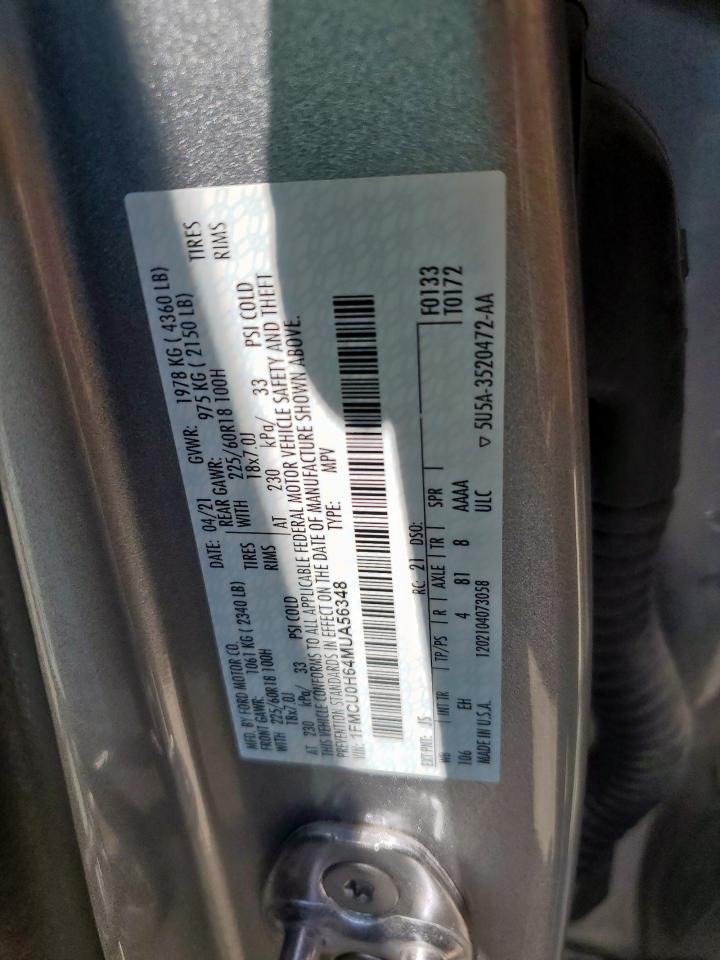 MFD. BY FORD MOTOR CO. DATE: 04/21 GVWR: 1978 KG ( 4360 LB)
FRONT GAWR: 1061 KG ( 2340 LB) REAR GAWR: 975 KG ( 2150 LB)
WITH 225/60R18 100H TIRES WITH 225/60R18 100H TIRES
18x7.0J RIMS 18x7.0J RIMS
AT 230 kPa/ 33 PSI COLD AT 230 kPa/ 33 PSI COLD
THIS VEHICLE CONFORMS TO ALL APPLICABLE FEDERAL MOTOR VEHICLE SAFETY AND THEFT
PREVENTION STANDARDS IN EFFECT ON THE DATE OF MANUFACTURE SHOWN ABOVE.
VIN: 1FMCU0H64MUA56348 TYPE: MPV
F0133
T0172
EXT PNT: JS RC: 21 DSO:
WB INT TR TP/PS R AXLE TR SPR
106 EH 4 81 8 AAAA
MADE IN U.S.A. 1202104073058 ULC
5U5A-3520472-AA